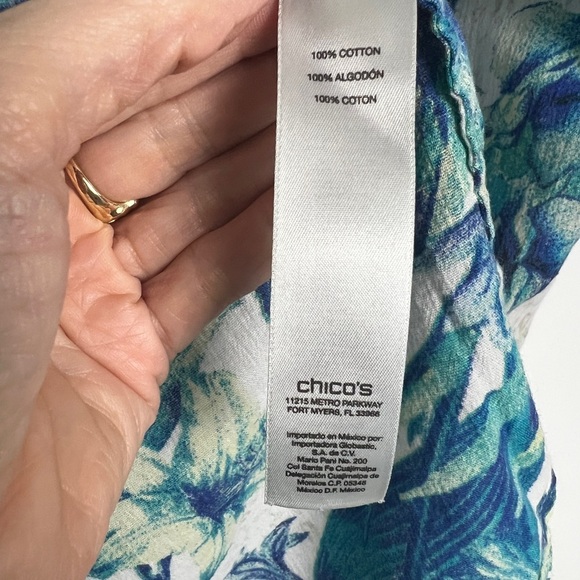 100% COTTON
100% ALGODÓN
100% COTON
chico's
11215 METRO PARKWAY
FORT MYERS, FL 33966
Importado en México por:
Importadora Globastic,
S.A. de C.V.
Mario Pani No. 200
Col Santa Fe Cuajimalpa
Delegación Cuajimalpa de
Morelos C.P. 05348
México D.F. México